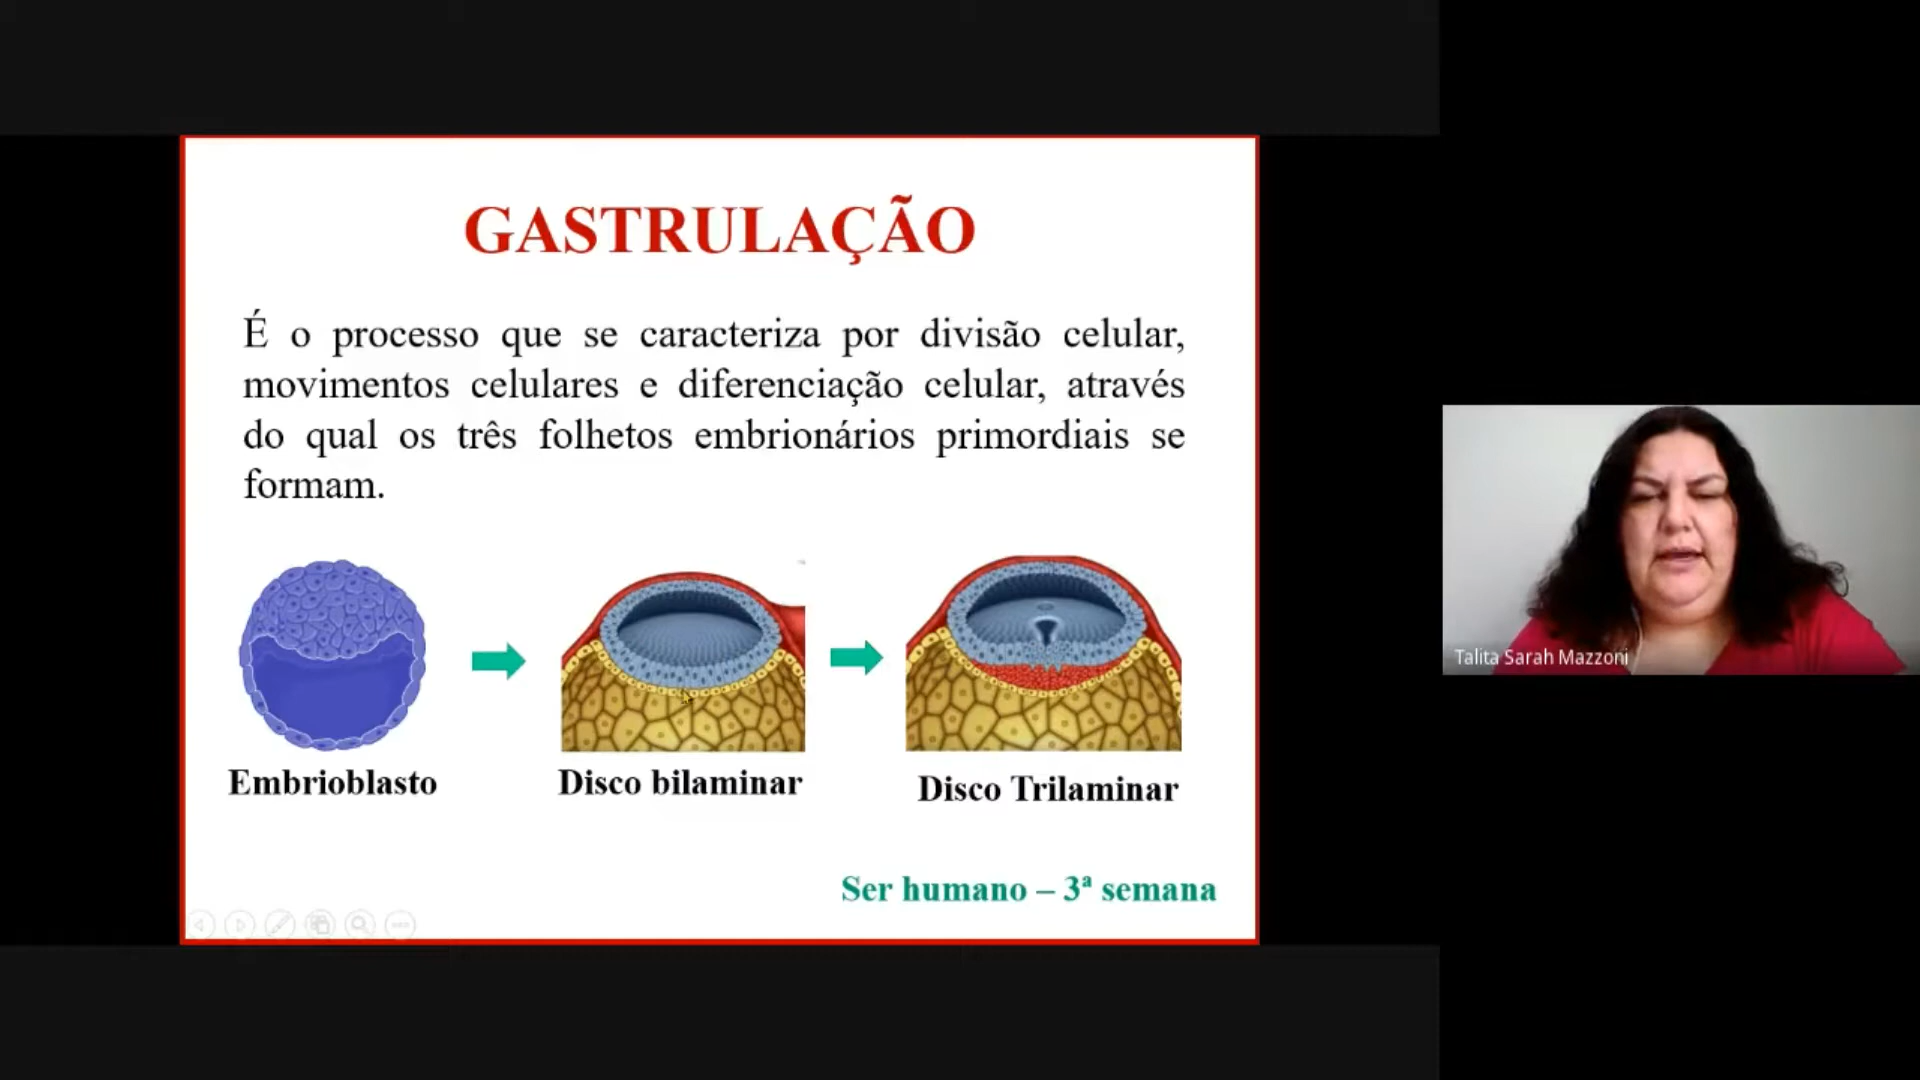 GASTRULAÇÃO
É o processo que se caracteriza por divisão celular,
movimentos celulares e diferenciação celular, através
do qual os três folhetos embrionários primordiais se
formam.
Embrioblasto
Disco bilaminar
Disco Trilaminar
Ser humano – 3ª semana
Talita Sarah Mazzoni